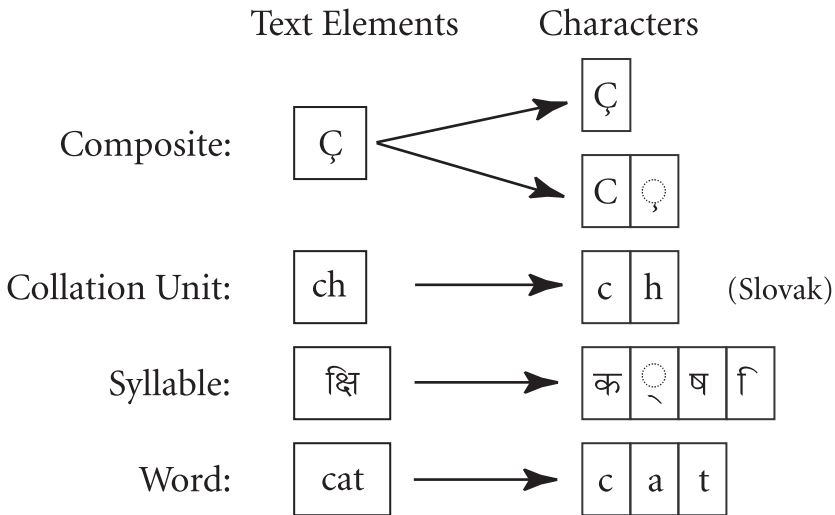 Text Elements Characters
Ç
Composite: Ç
C ◌̧
Collation Unit: ch c h (Slovak)
Syllable: क्षि क ◌् ष ि
Word: cat c a t